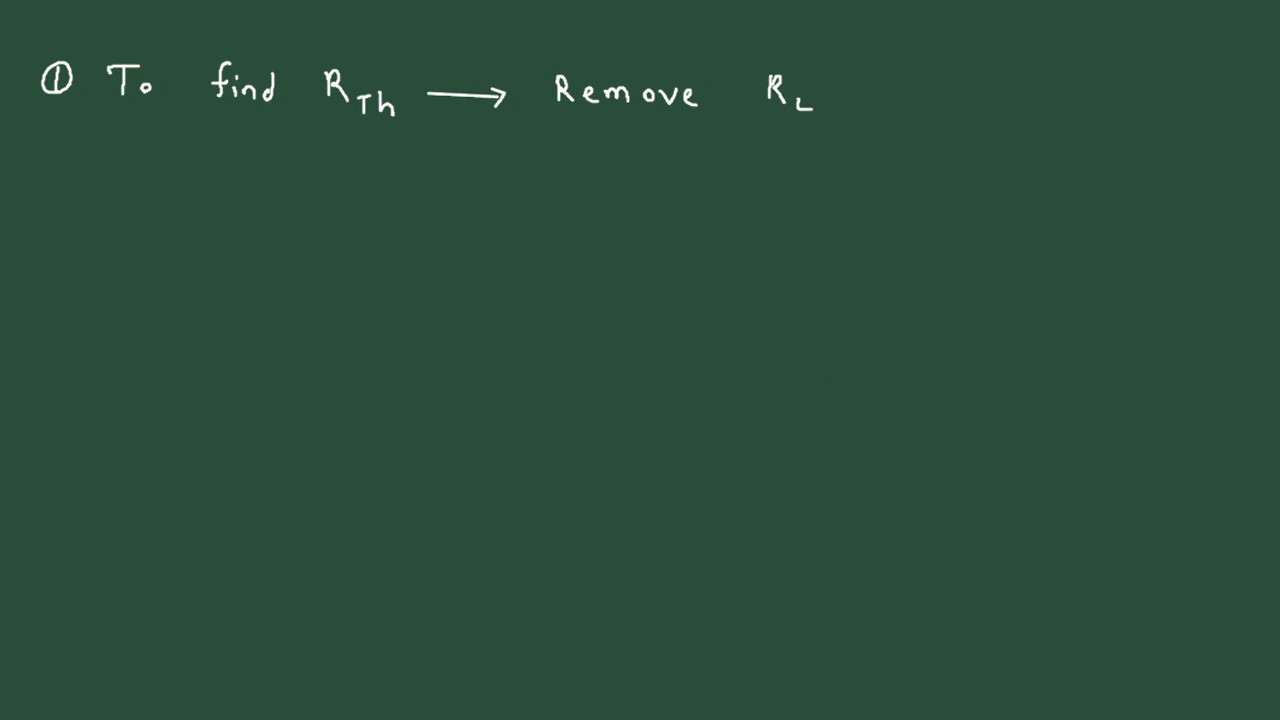 ① To find R_Th → Remove R_L